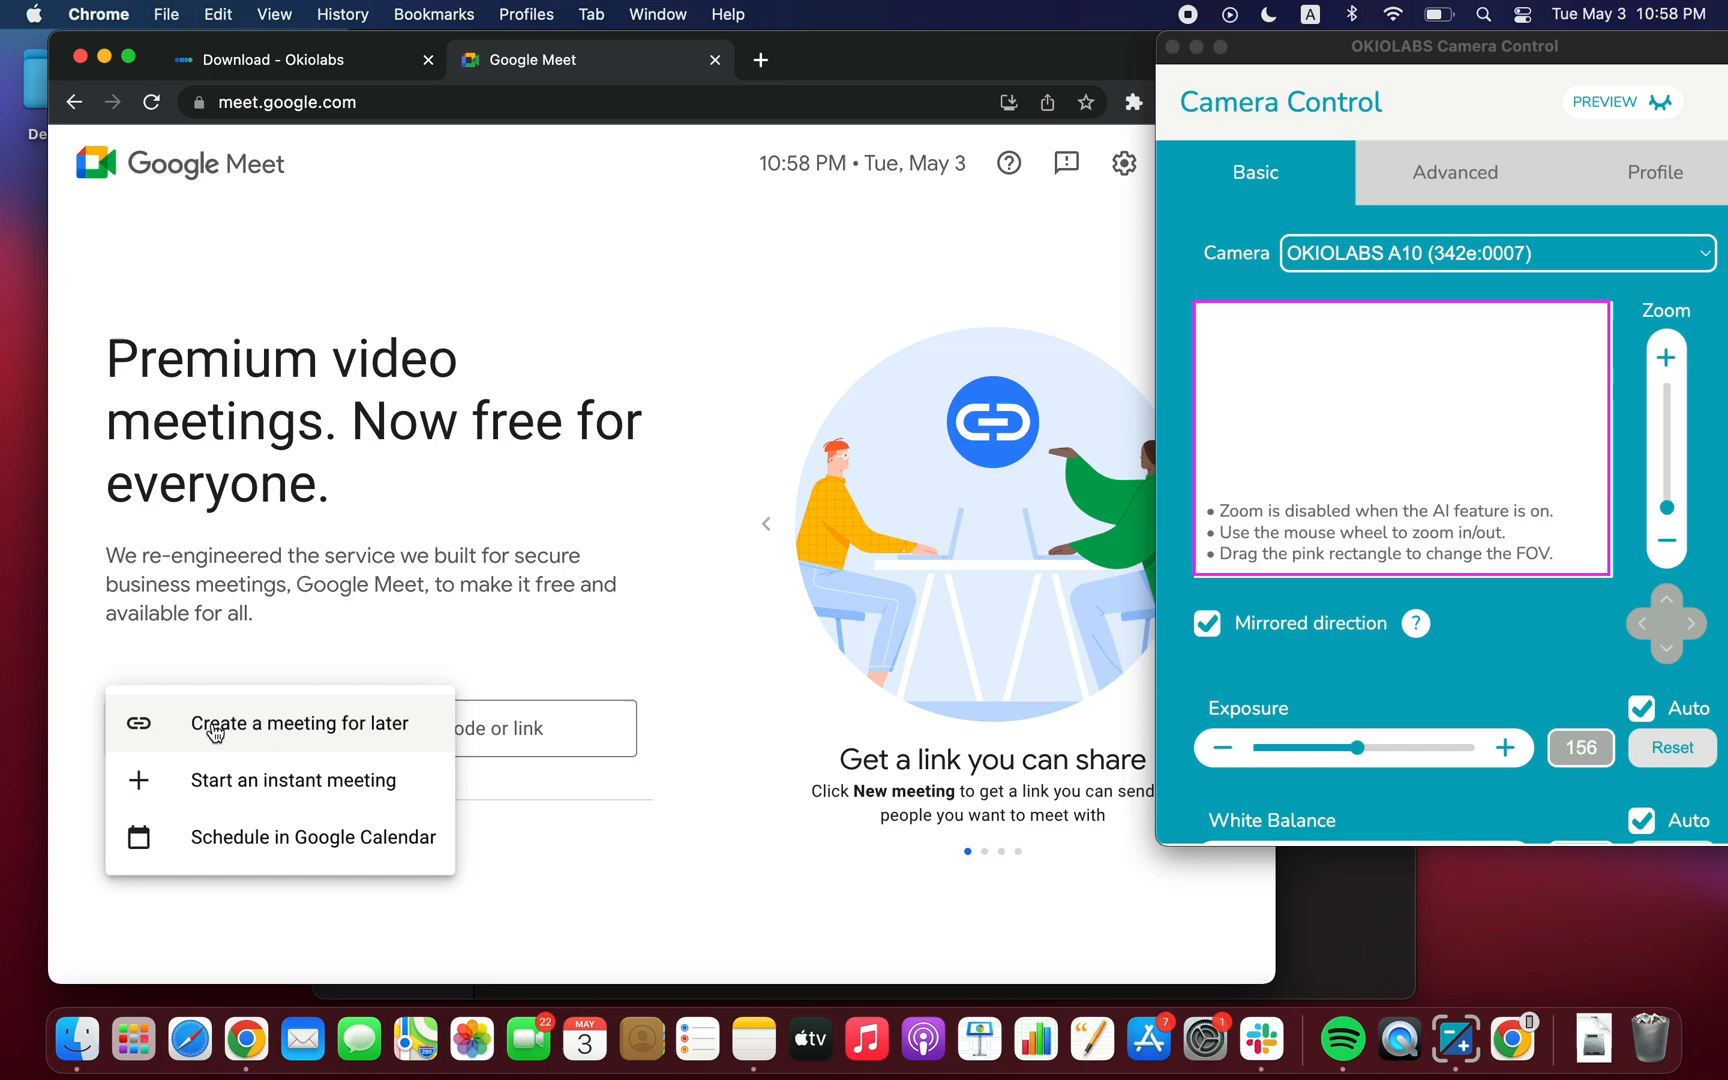 Chrome File Edit View History Bookmarks Profiles Tab Window Help
A
Tue May 3 10:58 PM
Download - Okiolabs
Google Meet
meet.google.com
De
Google Meet
10:58 PM • Tue, May 3
Premium video
meetings. Now free for
everyone.
We re-engineered the service we built for secure
business meetings, Google Meet, to make it free and
available for all.
Create a meeting for later
Start an instant meeting
Schedule in Google Calendar
ode or link
Get a link you can share
Click New meeting to get a link you can send
people you want to meet with
OKIOLABS Camera Control
Camera Control
PREVIEW
Basic
Advanced
Profile
Camera
OKIOLABS A10 (342e:0007)
Zoom
• Zoom is disabled when the AI feature is on.
• Use the mouse wheel to zoom in/out.
• Drag the pink rectangle to change the FOV.
Mirrored direction
?
Exposure
Auto
156
Reset
White Balance
Auto
22
MAY
3
280
tv
7
1